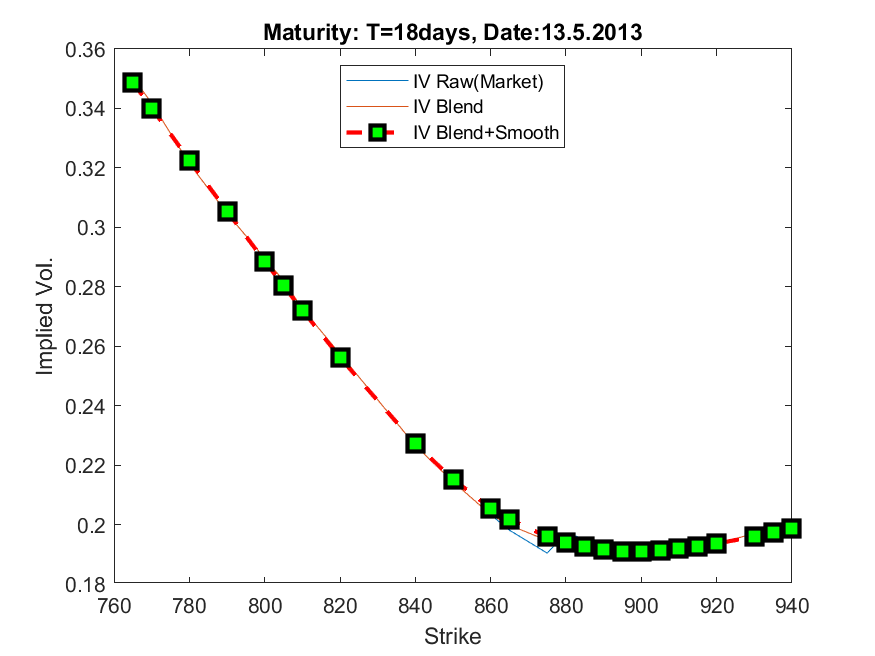 Maturity: T=18days, Date:13.5.2013
0.36
IV Raw(Market)
IV Blend
IV Blend+Smooth
0.34
0.32
0.3
0.28
0.26
0.24
0.22
0.2
0.18
Implied Vol.
760 780 800 820 840 860 880 900 920 940
Strike